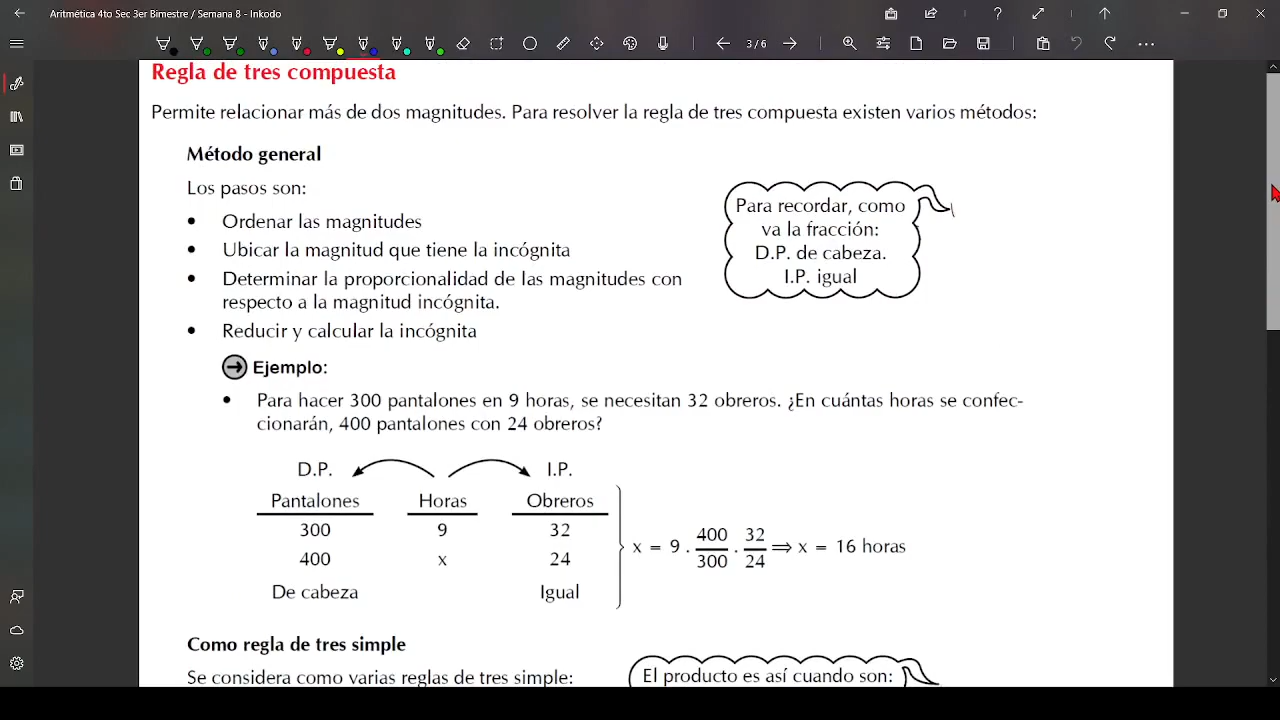 Aritmética 4to Sec 3er Bimestre / Semana 8 - Inkodo
3/6
Regla de tres compuesta
Permite relacionar más de dos magnitudes. Para resolver la regla de tres compuesta existen varios métodos:
Método general
Los pasos son:
• Ordenar las magnitudes
• Ubicar la magnitud que tiene la incógnita
• Determinar la proporcionalidad de las magnitudes con
respecto a la magnitud incógnita.
• Reducir y calcular la incógnita
Para recordar, como
va la fracción:
D.P. de cabeza.
I.P. igual
Ejemplo:
• Para hacer 300 pantalones en 9 horas, se necesitan 32 obreros. ¿En cuántas horas se confec-
cionarán, 400 pantalones con 24 obreros?
D.P. I.P.
Pantalones Horas Obreros
300 9 32
400 x 24
De cabeza Igual
x = 9 . 400/300 . 32/24 ⇒ x = 16 horas
Como regla de tres simple
Se considera como varias reglas de tres simple:
El producto es así cuando son: